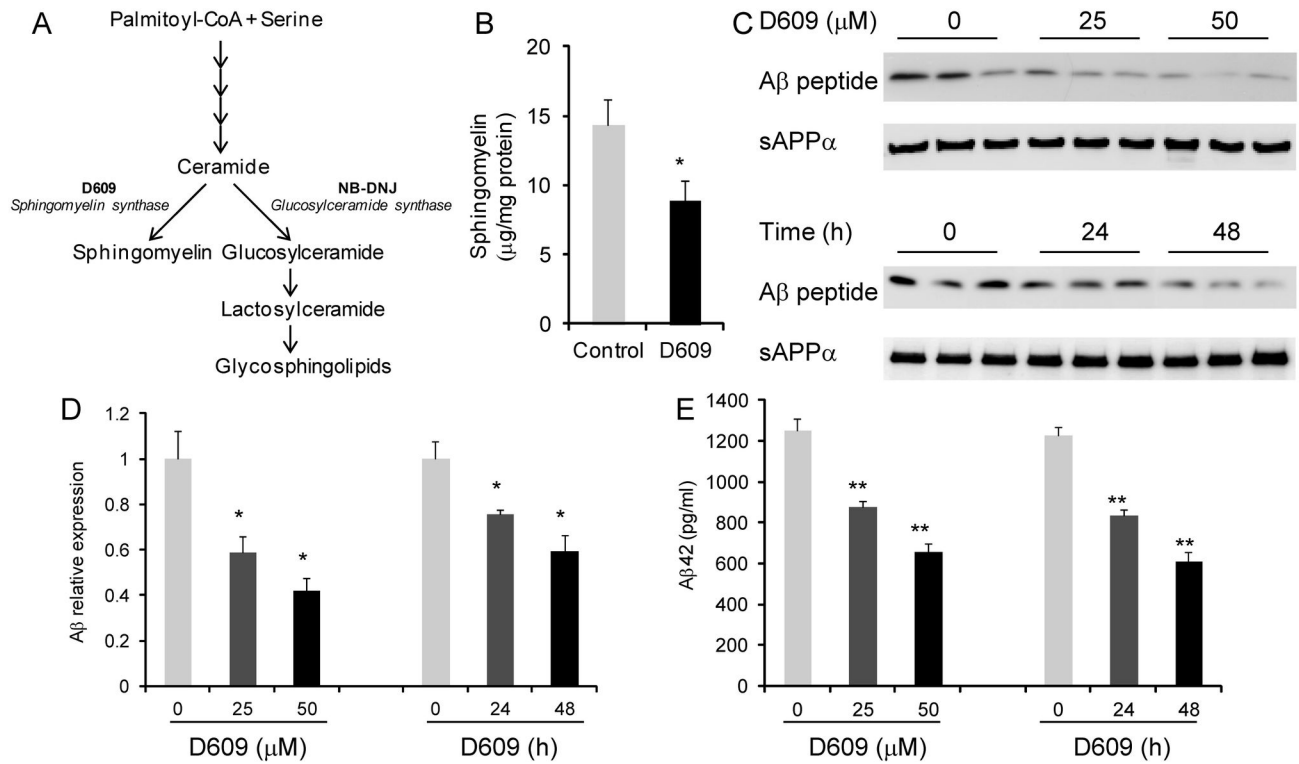 A
Palmitoyl-CoA + Serine
Ceramide
D609
Sphingomyelin synthase
NB-DNJ
Glucosylceramide synthase
Sphingomyelin Glucosylceramide
Lactosylceramide
Glycosphingolipids
B
Sphingomyelin
(μg/mg protein)
20
15
10
5
0
*
Control D609
C
D609 (μM) 0 25 50
Aβ peptide
sAPPα
Time (h) 0 24 48
Aβ peptide
sAPPα
D
Aβ relative expression
1.2
1
0.8
0.6
0.4
0.2
0
* * * *
0 25 50 0 24 48
D609 (μM) D609 (h)
E
Aβ42 (pg/ml)
1400
1200
1000
800
600
400
200
0
** ** ** **
0 25 50 0 24 48
D609 (μM) D609 (h)